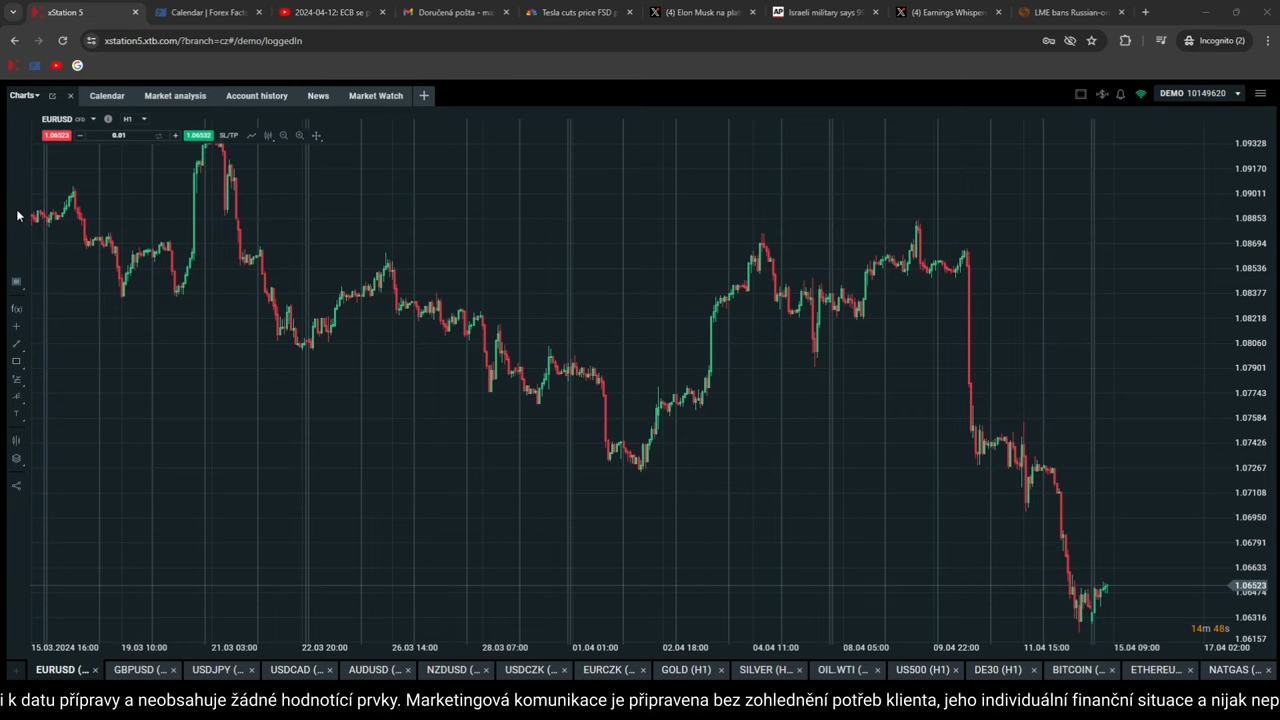 xStation 5
Calendar | Forex Fact
2024-04-12: ECB se p
Doručená pošta - ma
Tesla cuts price FSD p
(4) Elon Musk na pla
Israeli military says 9
(4) Earnings Whisper
LME bans Russian-or
xstation5.xtb.com/?branch=cz#/demo/loggedIn
Incognito (2)
Charts
Calendar
Market analysis
Account history
News
Market Watch
DEMO 10149620
EURUSD CFD H1
1.06523 0.01 1.06532 SL/TP
1.09328
1.09170
1.09011
1.08853
1.08694
1.08536
1.08377
1.08218
1.08060
1.07901
1.07743
1.07584
1.07426
1.07267
1.07108
1.06950
1.06791
1.06633
1.06523
1.06474
1.06316
14m 48s
1.06157
15.03.2024 16:00 19.03 10:00 21.03 03:00 22.03 20:00 26.03 14:00 28.03 07:00 01.04 01:00 02.04 18:00 04.04 11:00 08.04 05:00 09.04 22:00 11.04 15:00 15.04 09:00 17.04 02:00
EURUSD (... GBPUSD (... USDJPY (... USDCAD (... AUDUSD (... NZDUSD (... USDCZK (... EURCZK (... GOLD (H1) SILVER (H... OIL.WTI (... US500 (H1) DE30 (H1) BITCOIN (... ETHEREU... NATGAS (...
i k datu přípravy a neobsahuje žádné hodnotící prvky. Marketingová komunikace je připravena bez zohlednění potřeb klienta, jeho individuální finanční situace a nijak nep